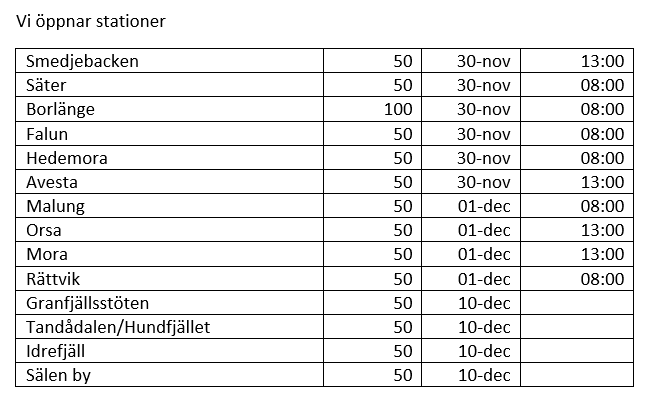 Vi öppnar stationer
Smedjebacken 50 30-nov 13:00
Säter 50 30-nov 08:00
Borlänge 100 30-nov 08:00
Falun 50 30-nov 08:00
Hedemora 50 30-nov 08:00
Avesta 50 30-nov 13:00
Malung 50 01-dec 08:00
Orsa 50 01-dec 13:00
Mora 50 01-dec 13:00
Rättvik 50 01-dec 08:00
Granfjällsstöten 50 10-dec
Tandådalen/Hundfjället 50 10-dec
Idrefjäll 50 10-dec
Sälen by 50 10-dec